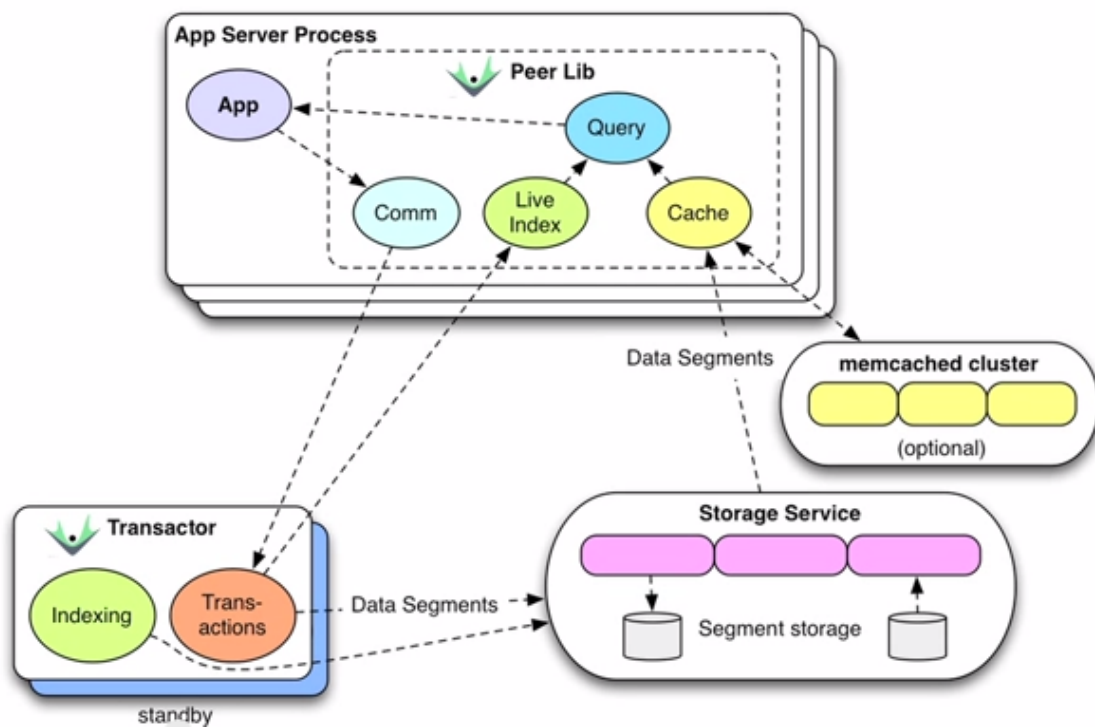 App Server Process
Peer Lib
App
Query
Comm
Live
Index
Cache
Data Segments
memcached cluster
(optional)
Transactor
Storage Service
Indexing
Trans-
actions
Data Segments
Segment storage
standby